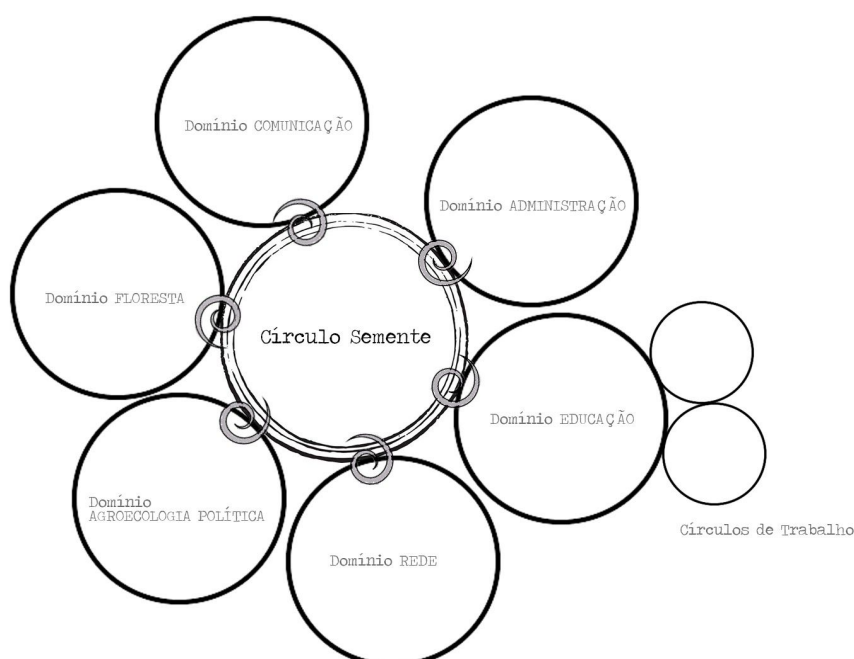 Domínio COMUNICAÇÃO
Domínio ADMINISTRAÇÃO
Domínio FLORESTA
Círculo Semente
Domínio EDUCAÇÃO
Domínio
AGROECOLOGIA POLÍTICA
Círculos de Trabalho
Domínio REDE